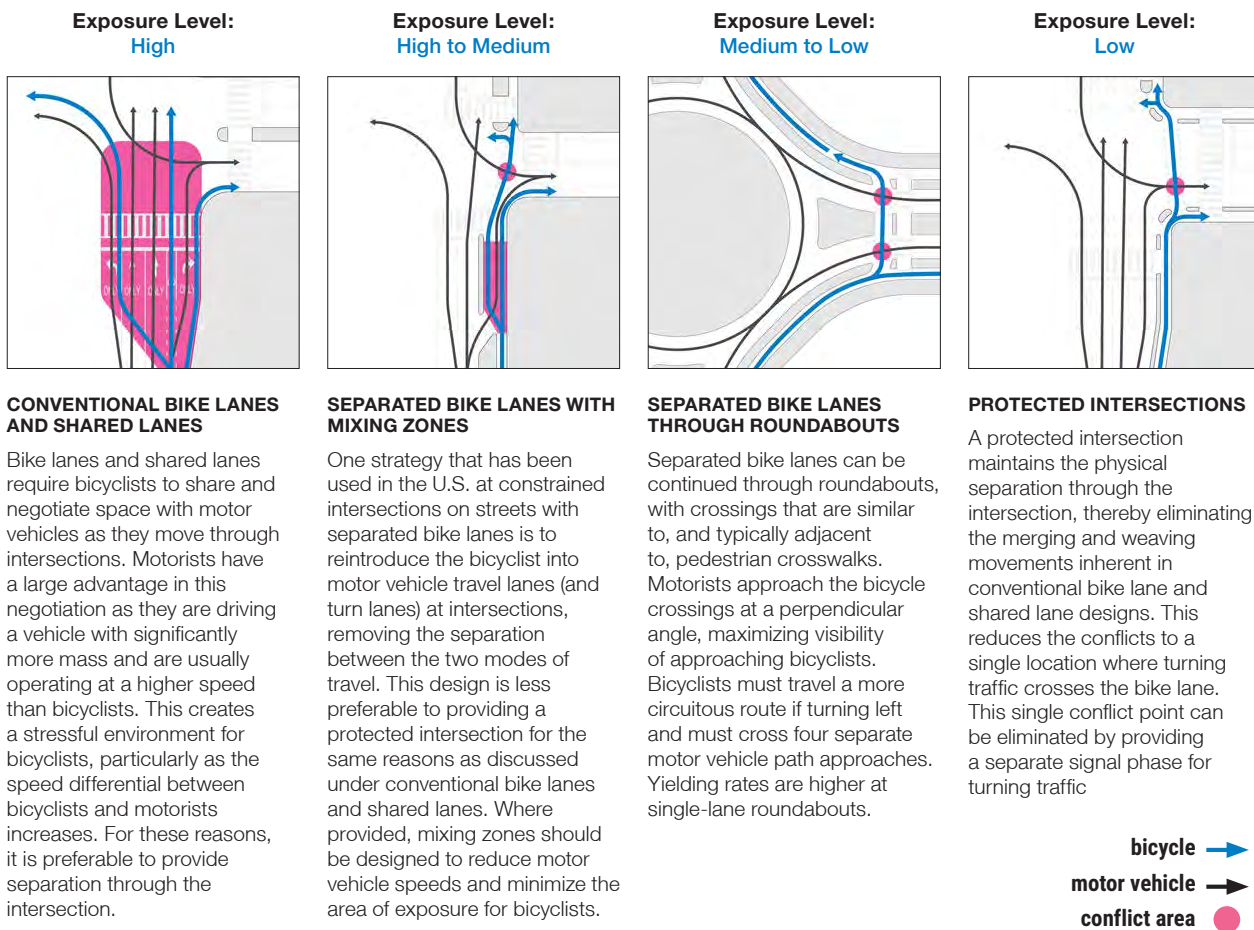 Exposure Level:
High
CONVENTIONAL BIKE LANES
AND SHARED LANES
Bike lanes and shared lanes
require bicyclists to share and
negotiate space with motor
vehicles as they move through
intersections. Motorists have
a large advantage in this
negotiation as they are driving
a vehicle with significantly
more mass and are usually
operating at a higher speed
than bicyclists. This creates
a stressful environment for
bicyclists, particularly as the
speed differential between
bicyclists and motorists
increases. For these reasons,
it is preferable to provide
separation through the
intersection.
Exposure Level:
High to Medium
SEPARATED BIKE LANES WITH
MIXING ZONES
One strategy that has been
used in the U.S. at constrained
intersections on streets with
separated bike lanes is to
reintroduce the bicyclist into
motor vehicle travel lanes (and
turn lanes) at intersections,
removing the separation
between the two modes of
travel. This design is less
preferable to providing a
protected intersection for the
same reasons as discussed
under conventional bike lanes
and shared lanes. Where
provided, mixing zones should
be designed to reduce motor
vehicle speeds and minimize the
area of exposure for bicyclists.
Exposure Level:
Medium to Low
SEPARATED BIKE LANES
THROUGH ROUNDABOUTS
Separated bike lanes can be
continued through roundabouts,
with crossings that are similar
to, and typically adjacent
to, pedestrian crosswalks.
Motorists approach the bicycle
crossings at a perpendicular
angle, maximizing visibility
of approaching bicyclists.
Bicyclists must travel a more
circuitous route if turning left
and must cross four separate
motor vehicle path approaches.
Yielding rates are higher at
single-lane roundabouts.
Exposure Level:
Low
PROTECTED INTERSECTIONS
A protected intersection
maintains the physical
separation through the
intersection, thereby eliminating
the merging and weaving
movements inherent in
conventional bike lane and
shared lane designs. This
reduces the conflicts to a
single location where turning
traffic crosses the bike lane.
This single conflict point can
be eliminated by providing
a separate signal phase for
turning traffic
bicycle
motor vehicle
conflict area